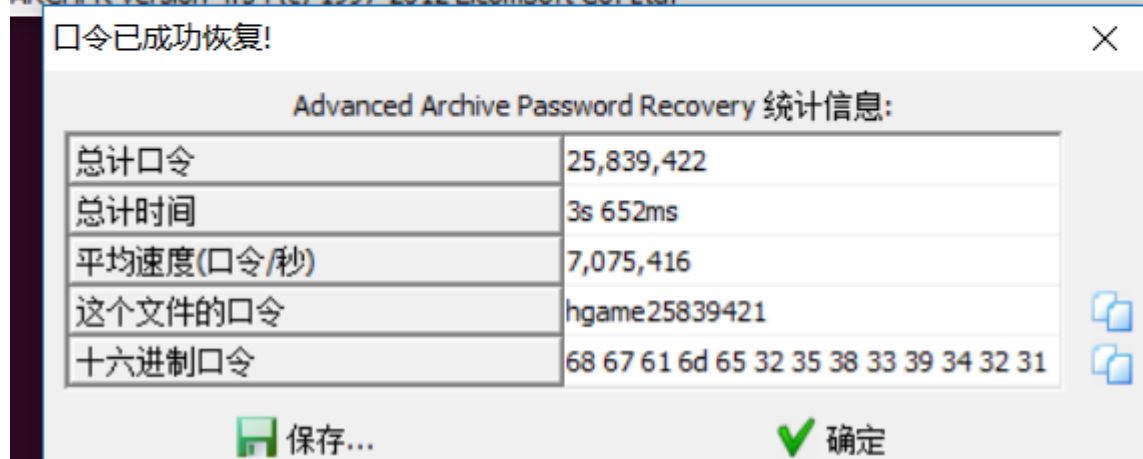 口令已成功恢复!
Advanced Archive Password Recovery 统计信息:
总计口令 25,839,422
总计时间 3s 652ms
平均速度(口令/秒) 7,075,416
这个文件的口令 hgame25839421
十六进制口令 68 67 61 6d 65 32 35 38 33 39 34 32 31
保存... 确定